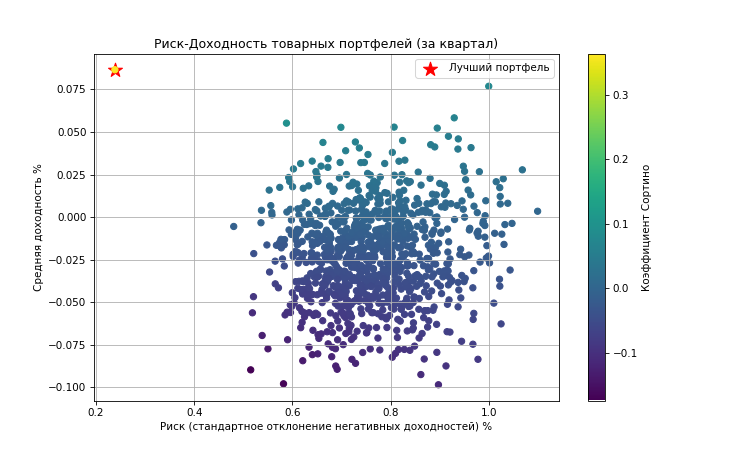 Риск-Доходность товарных портфелей (за квартал)
Лучший портфель
Средняя доходность %
0.075
0.050
0.025
0.000
−0.025
−0.050
−0.075
−0.100
0.2 0.4 0.6 0.8 1.0
Риск (стандартное отклонение негативных доходностей) %
0.3
0.2
0.1
0.0
−0.1
Коэффициент Сортино